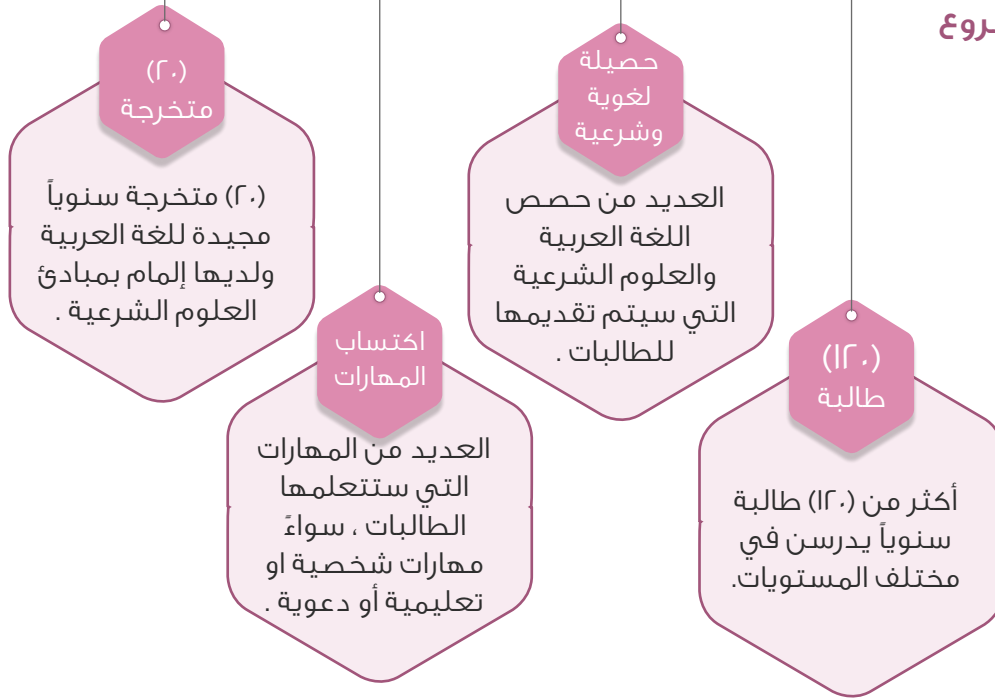 (١٢٠)
طالبة
أكثر من (١٢٠) طالبة
سنوياً يدرسن في
مختلف المستويات.
حصيلة
لغوية
وشرعية
العديد من حصص
اللغة العربية
والعلوم الشرعية
التي سيتم تقديمها
للطالبات .
اكتساب
المهارات
العديد من المهارات
التي ستتعلمها
الطالبات ، سواءً
مهارات شخصية او
تعليمية أو دعوية .
(٢٠)
متخرجة
(٢٠) متخرجة سنوياً
مجيدة للغة العربية
ولديها إلمام بمبادئ
العلوم الشرعية .